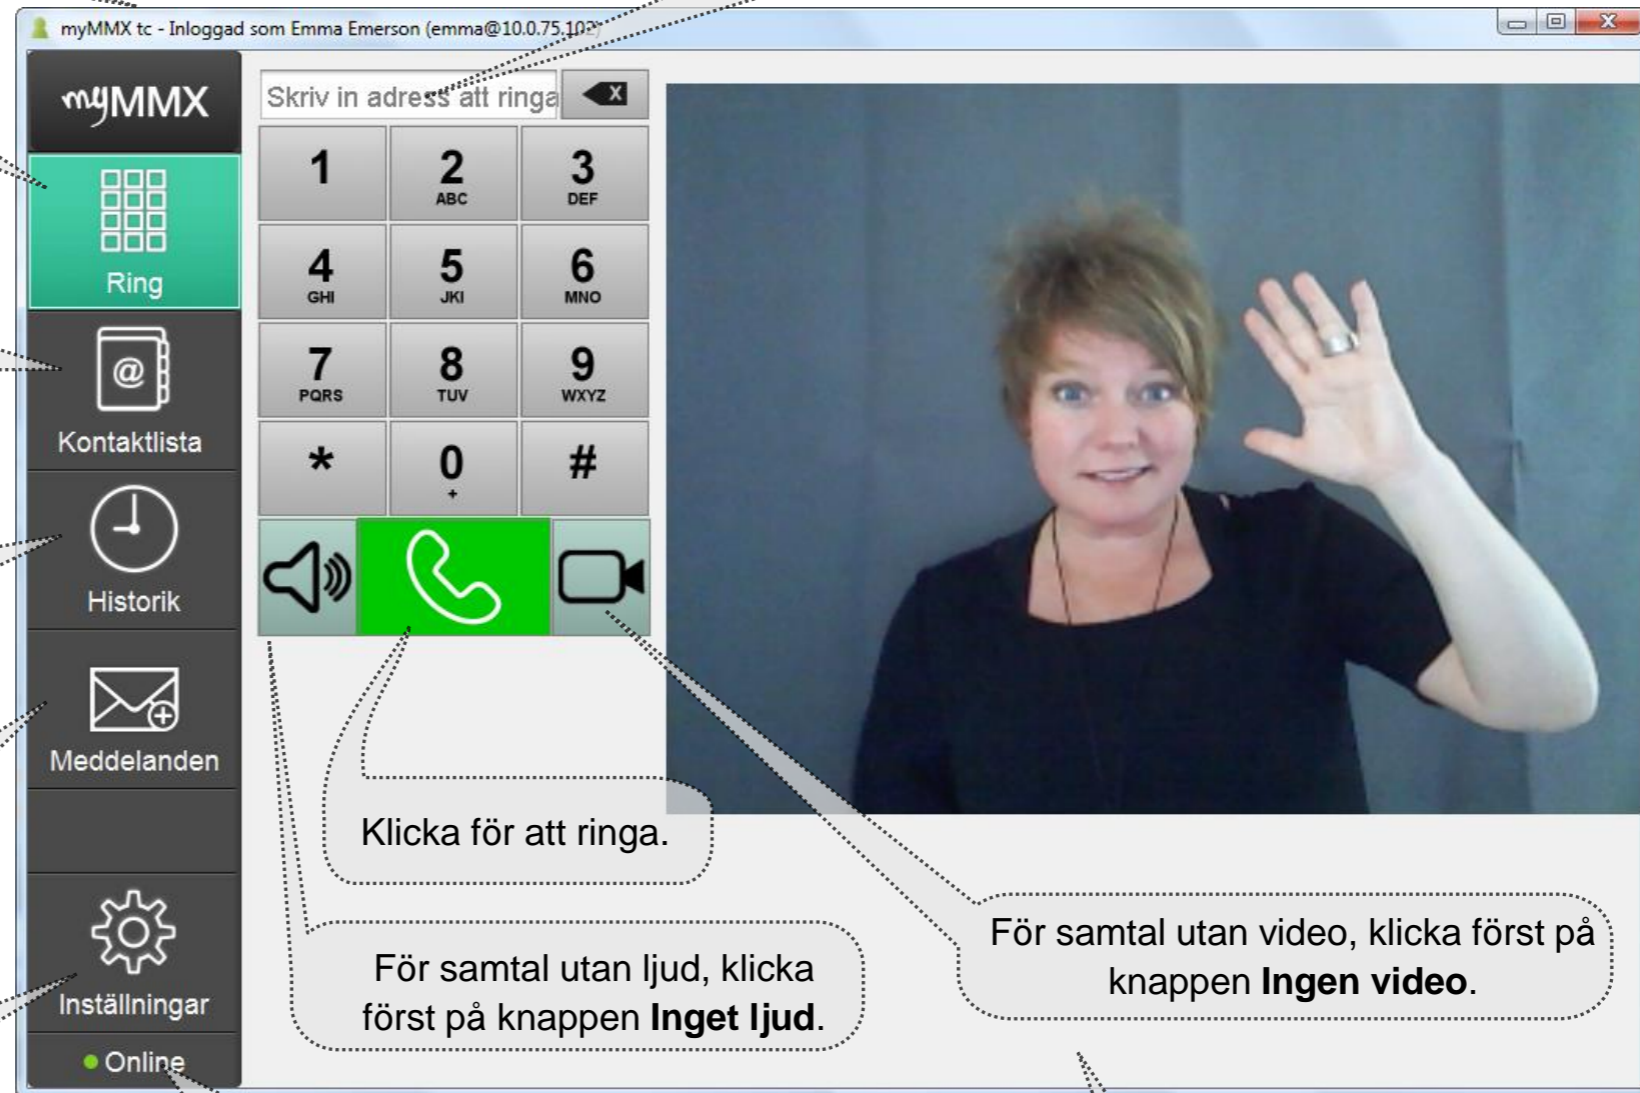 myMMX tc - Inloggad som Emma Emerson (emma@10.0.75.102)
myMMX
Skriv in adress att ringa
X
1
2
ABC
3
DEF
Ring
4
GHI
5
JKI
6
MNO
7
PQRS
8
TUV
9
WXYZ
@
Kontaktlista
*
0
+
#
Historik
Meddelanden
Klicka för att ringa.
För samtal utan video, klicka först på
knappen Ingen video.
För samtal utan ljud, klicka
först på knappen Inget ljud.
Inställningar
Online